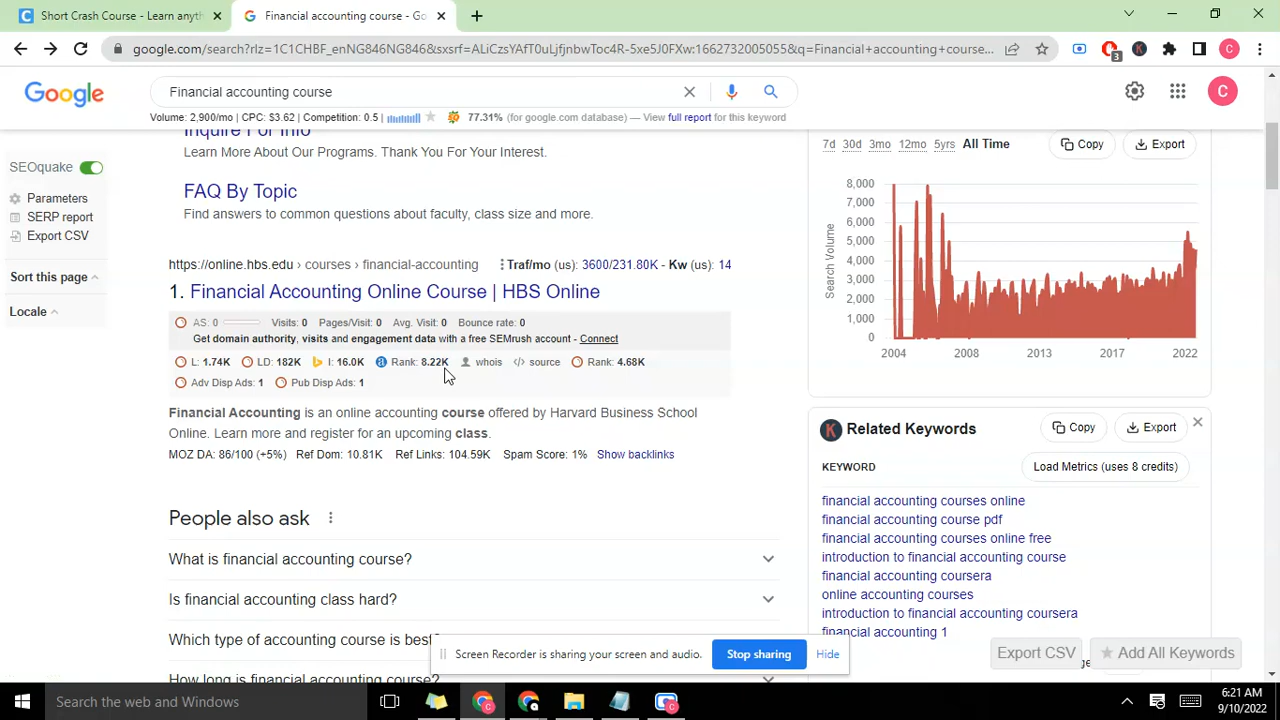 Short Crash Course - Learn anyth
Financial accounting course - Go
google.com/search?rlz=1C1CHBF_enNG846NG846&sxsrf=ALiCzsYAfT0uLjfnjnbwToc4R-5xe5J0FXw:1662732005055&q=Financial+accounting+course...
3
C
Google
Financial accounting course
C
Volume: 2,900/mo | CPC: $3.62 | Competition: 0.5
77.31% (for google.com database) — View full report for this keyword
SEOquake
Parameters
SERP report
Export CSV
Sort this page
Locale
Inquire For Info
Learn More About Our Programs. Thank You For Your Interest.
FAQ By Topic
Find answers to common questions about faculty, class size and more.
https://online.hbs.edu › courses › financial-accounting
Traf/mo (us): 3600/231.80K - Kw (us): 14
1. Financial Accounting Online Course | HBS Online
AS: 0 Visits: 0 Pages/Visit: 0 Avg. Visit: 0 Bounce rate: 0
Get domain authority, visits and engagement data with a free SEMrush account - Connect
L: 1.74K LD: 182K I: 16.0K Rank: 8.22K whois source Rank: 4.68K
Adv Disp Ads: 1 Pub Disp Ads: 1
Financial Accounting is an online accounting course offered by Harvard Business School
Online. Learn more and register for an upcoming class.
MOZ DA: 86/100 (+5%) Ref Dom: 10.81K Ref Links: 104.59K Spam Score: 1% Show backlinks
People also ask
What is financial accounting course?
Is financial accounting class hard?
Which type of accounting course is best?
How long is financial accounting course?
7d 30d 3mo 12mo 5yrs All Time Copy Export
Search Volume
8,000
7,000
6,000
5,000
4,000
3,000
2,000
1,000
0
2004 2008 2013 2017 2022
K Related Keywords Copy Export
KEYWORD Load Metrics (uses 8 credits)
financial accounting courses online
financial accounting course pdf
financial accounting courses online free
introduction to financial accounting course
financial accounting coursera
online accounting courses
introduction to financial accounting coursera
financial accounting 1
Export CSV
Add All Keywords
Screen Recorder is sharing your screen and audio. Stop sharing Hide
Search the web and Windows
6:21 AM
9/10/2022